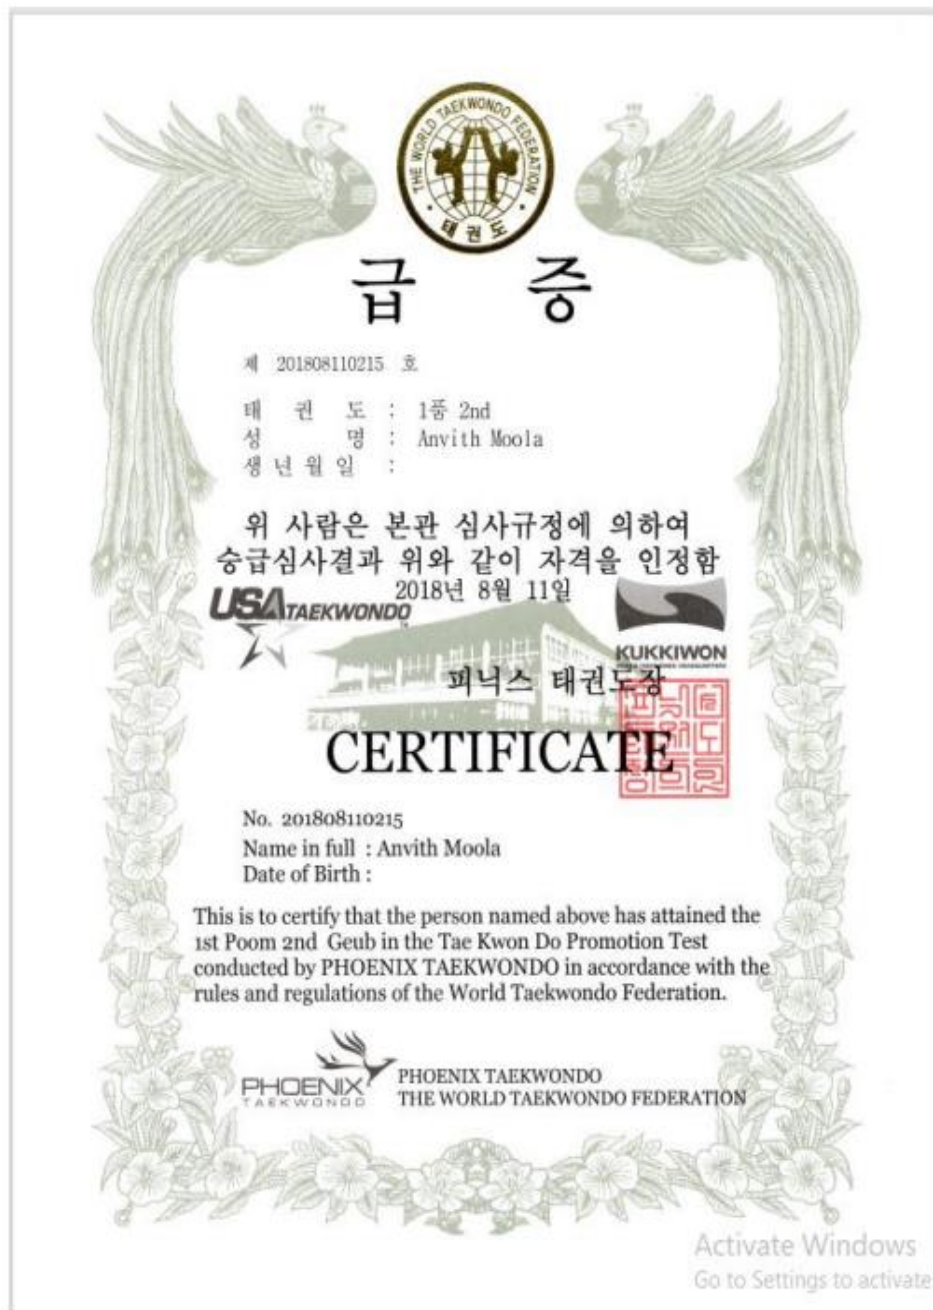 THE WORLD TAEKWONDO FEDERATION
태권도
급 증
제 201808110215 호
태 권 도 : 1품 2nd
성 명 : Anvith Moola
생 년 월 일 :
위 사람은 본관 심사규정에 의하여
승급심사결과 위와 같이 자격을 인정함
2018년 8월 11일
USA TAEKWONDO
KUKKIWON
피닉스 태권도장
CERTIFICATE
No. 201808110215
Name in full : Anvith Moola
Date of Birth :
This is to certify that the person named above has attained the
1st Poom 2nd Geub in the Tae Kwon Do Promotion Test
conducted by PHOENIX TAEKWONDO in accordance with the
rules and regulations of the World Taekwondo Federation.
PHOENIX
TAEKWONDO
PHOENIX TAEKWONDO
THE WORLD TAEKWONDO FEDERATION
Activate Windows
Go to Settings to activate